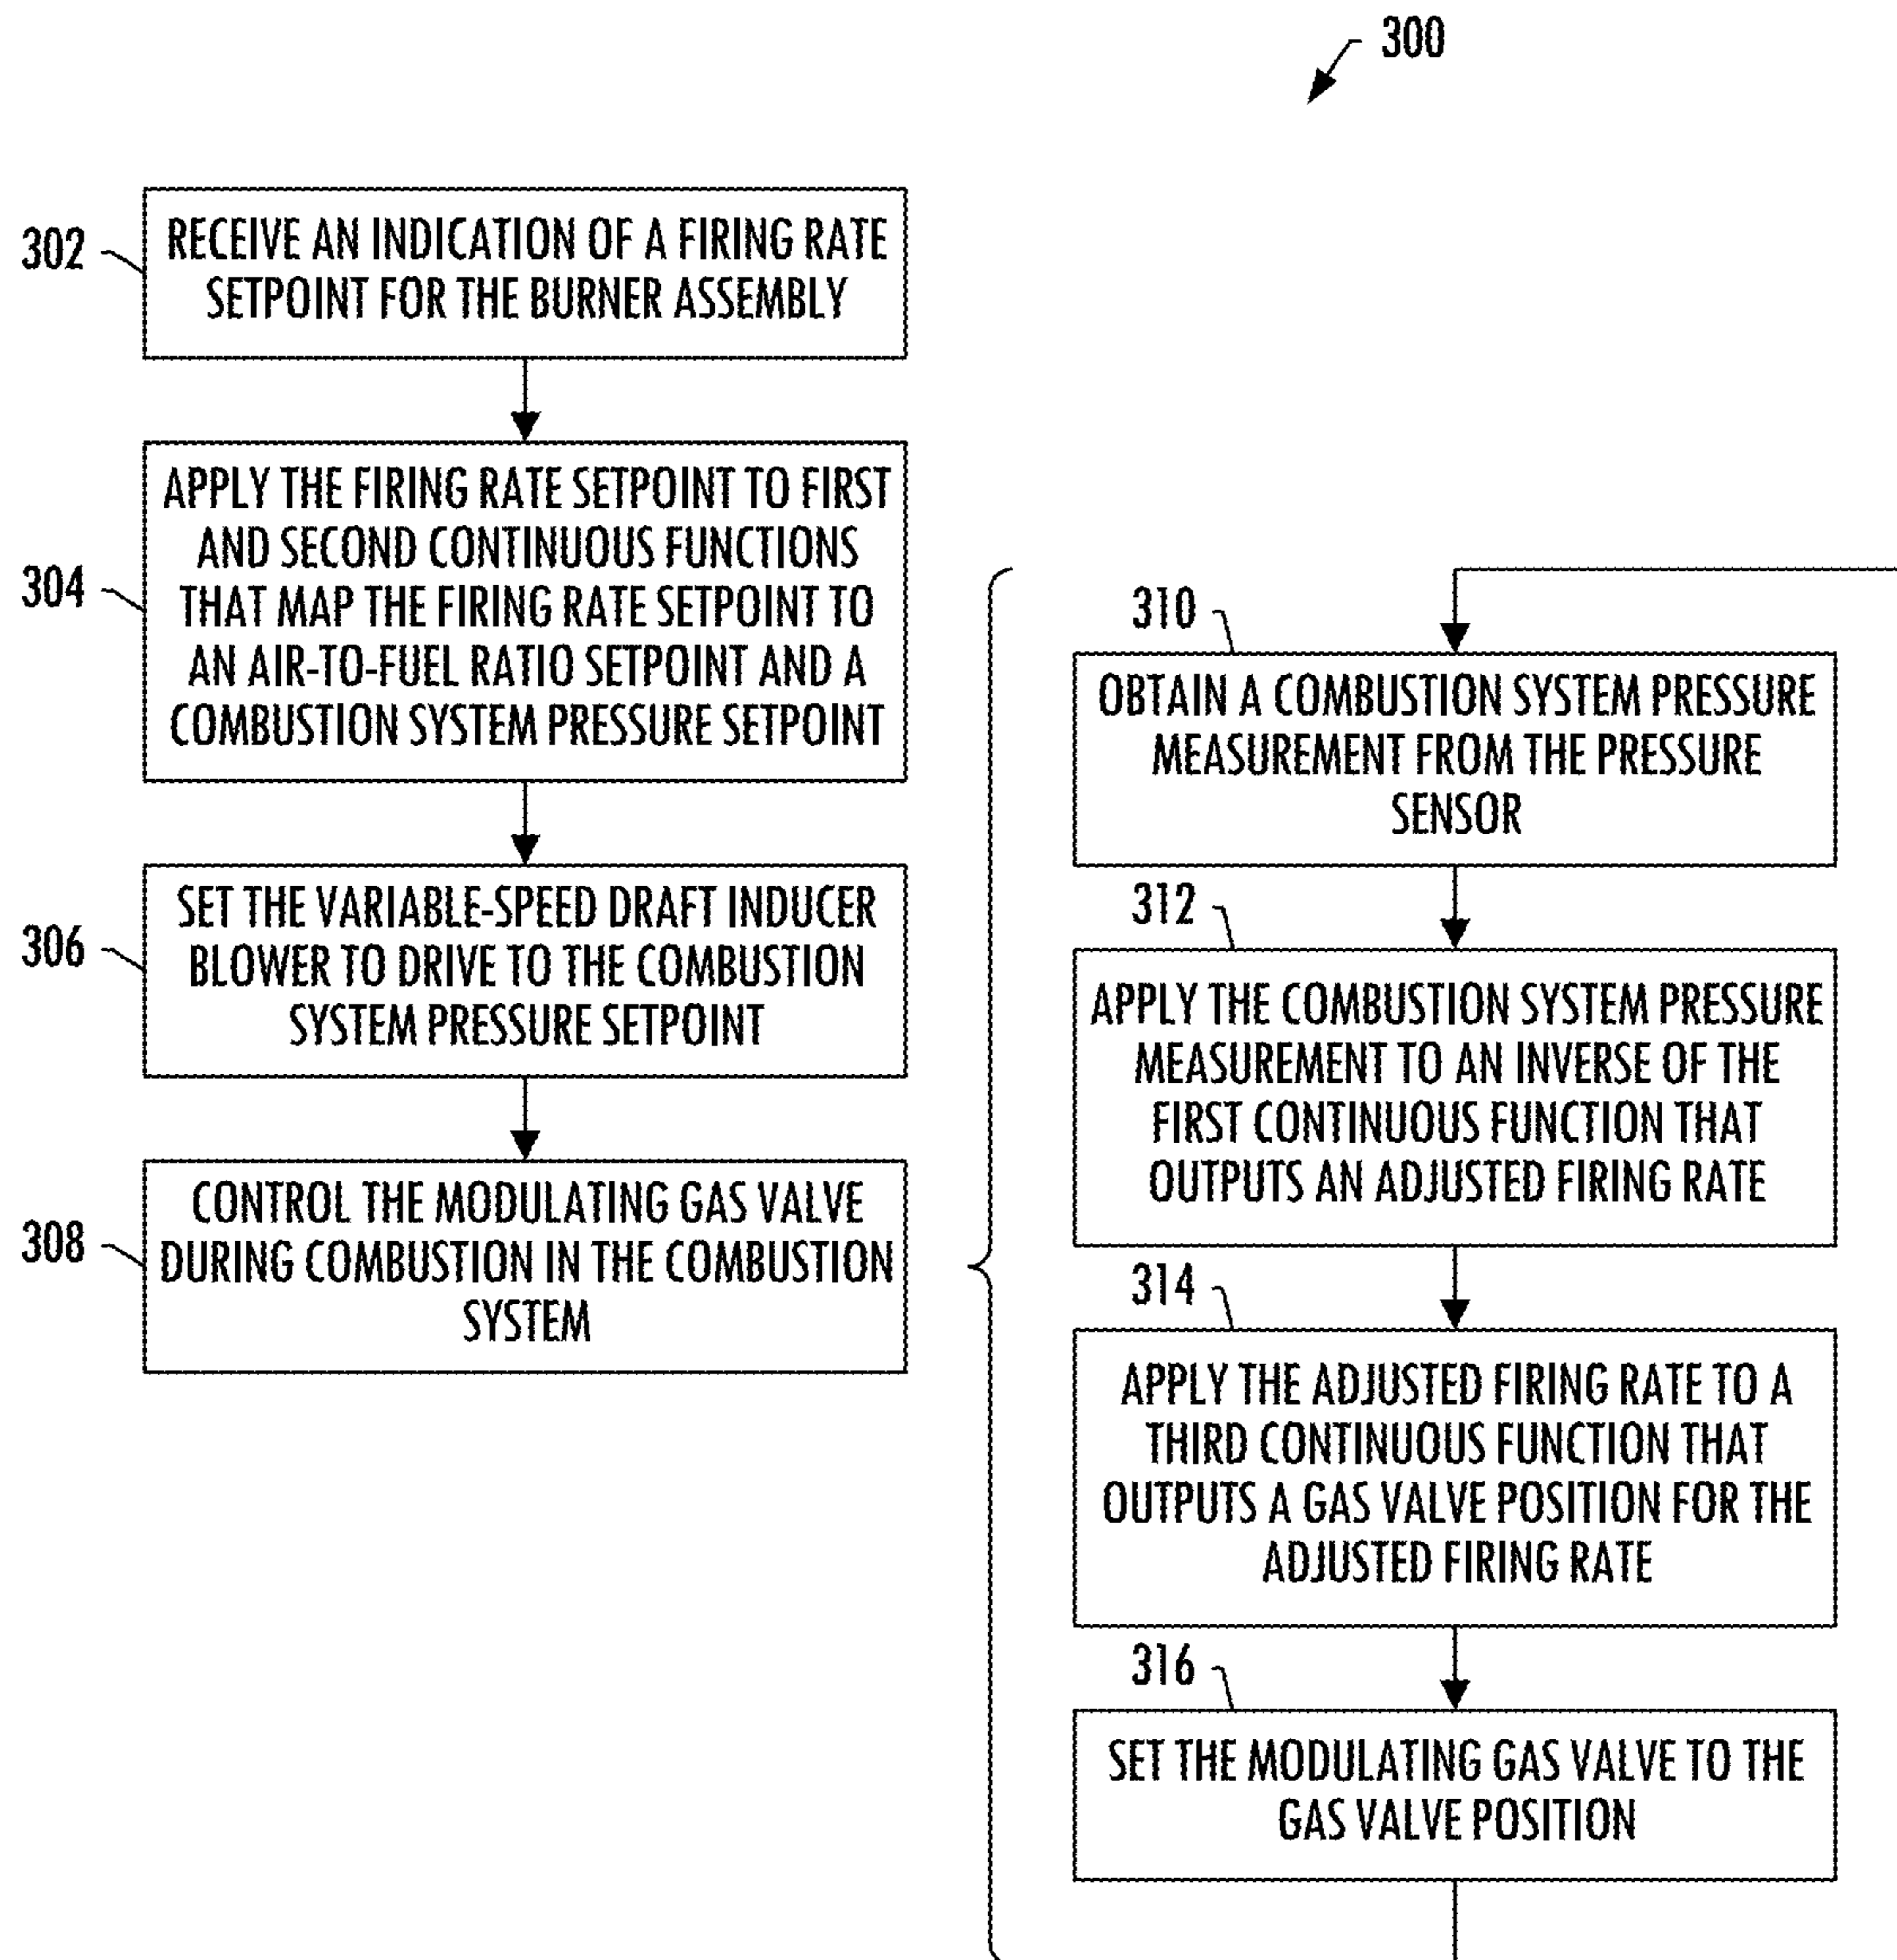 300
302
RECEIVE AN INDICATION OF A FIRING RATE
SETPOINT FOR THE BURNER ASSEMBLY
304
APPLY THE FIRING RATE SETPOINT TO FIRST
AND SECOND CONTINUOUS FUNCTIONS
THAT MAP THE FIRING RATE SETPOINT TO
AN AIR-TO-FUEL RATIO SETPOINT AND A
COMBUSTION SYSTEM PRESSURE SETPOINT
306
SET THE VARIABLE-SPEED DRAFT INDUCER
BLOWER TO DRIVE TO THE COMBUSTION
SYSTEM PRESSURE SETPOINT
308
CONTROL THE MODULATING GAS VALVE
DURING COMBUSTION IN THE COMBUSTION
SYSTEM
310
OBTAIN A COMBUSTION SYSTEM PRESSURE
MEASUREMENT FROM THE PRESSURE
SENSOR
312
APPLY THE COMBUSTION SYSTEM PRESSURE
MEASUREMENT TO AN INVERSE OF THE
FIRST CONTINUOUS FUNCTION THAT
OUTPUTS AN ADJUSTED FIRING RATE
314
APPLY THE ADJUSTED FIRING RATE TO A
THIRD CONTINUOUS FUNCTION THAT
OUTPUTS A GAS VALVE POSITION FOR THE
ADJUSTED FIRING RATE
316
SET THE MODULATING GAS VALVE TO THE
GAS VALVE POSITION